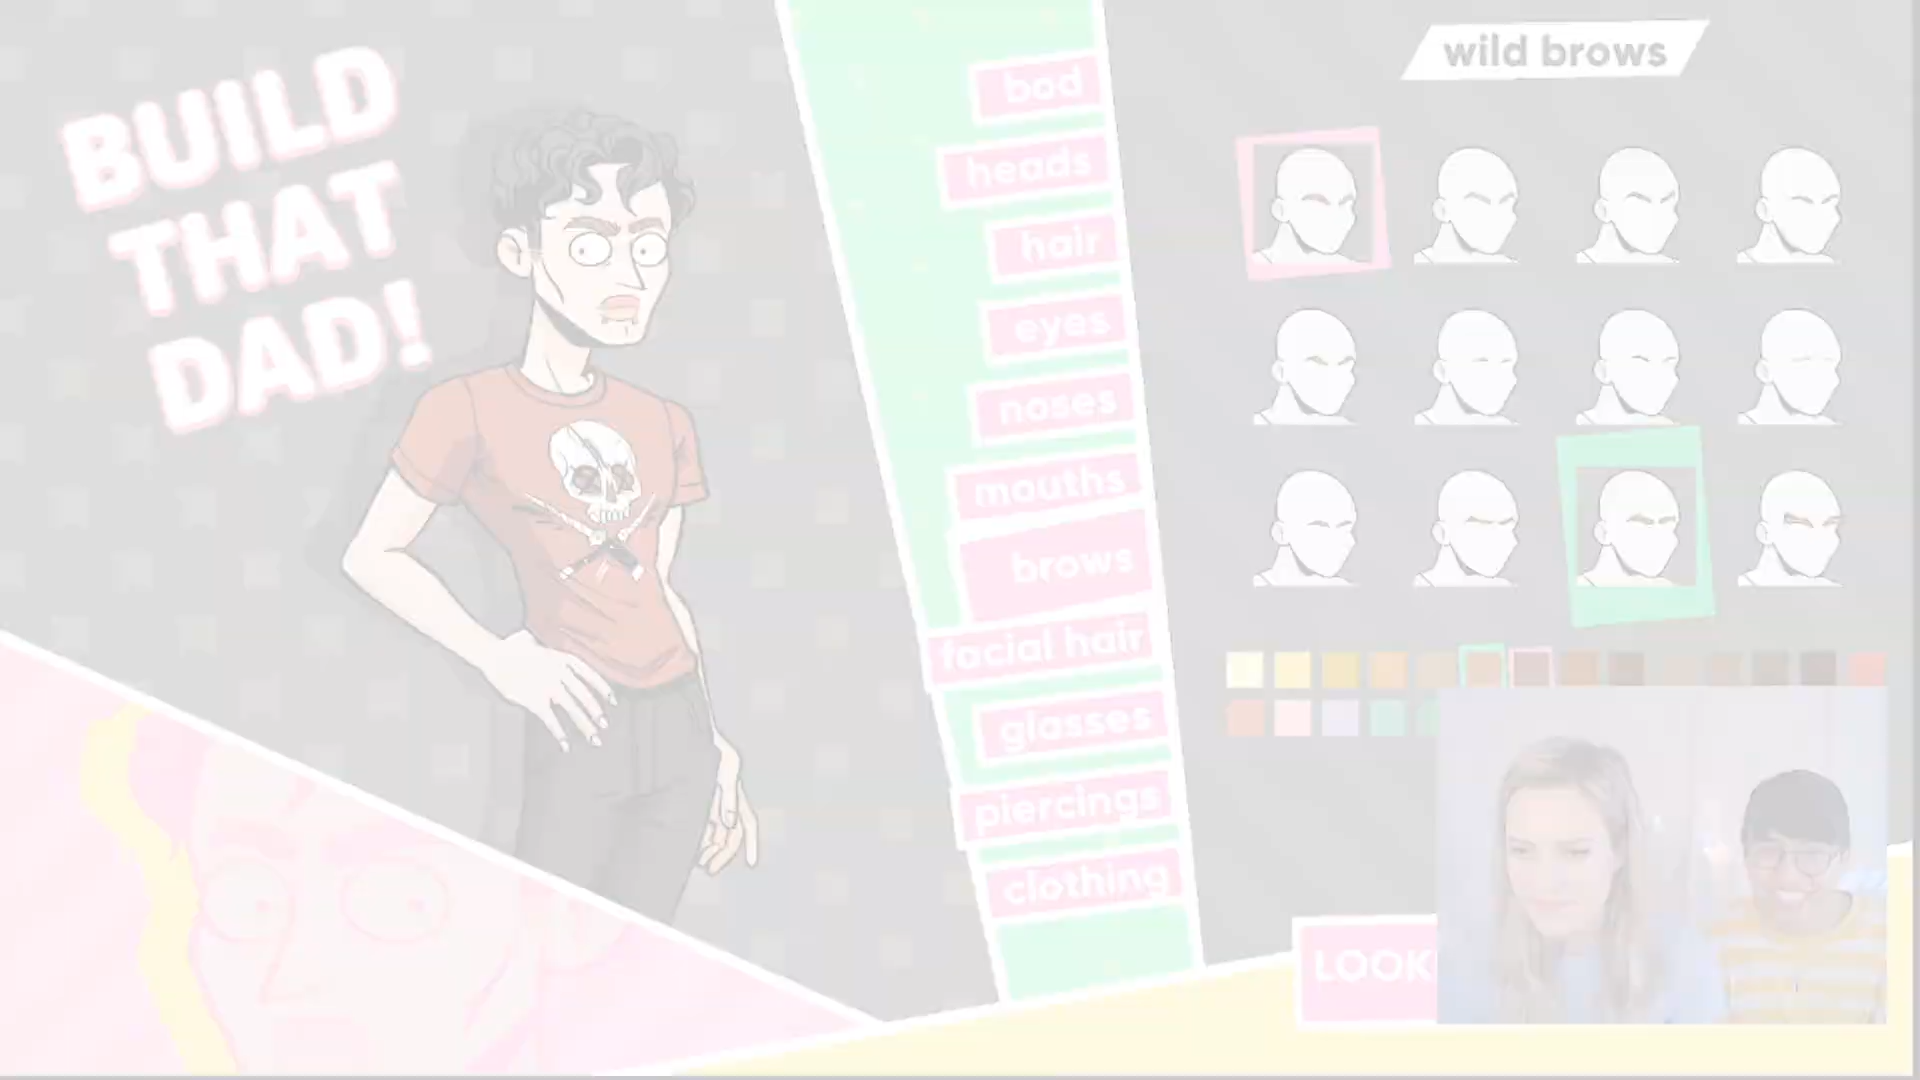 BUILD
THAT
DAD!
bod
heads
hair
eyes
noses
mouths
brows
facial hair
glasses
piercings
clothing
wild brows
LOOK